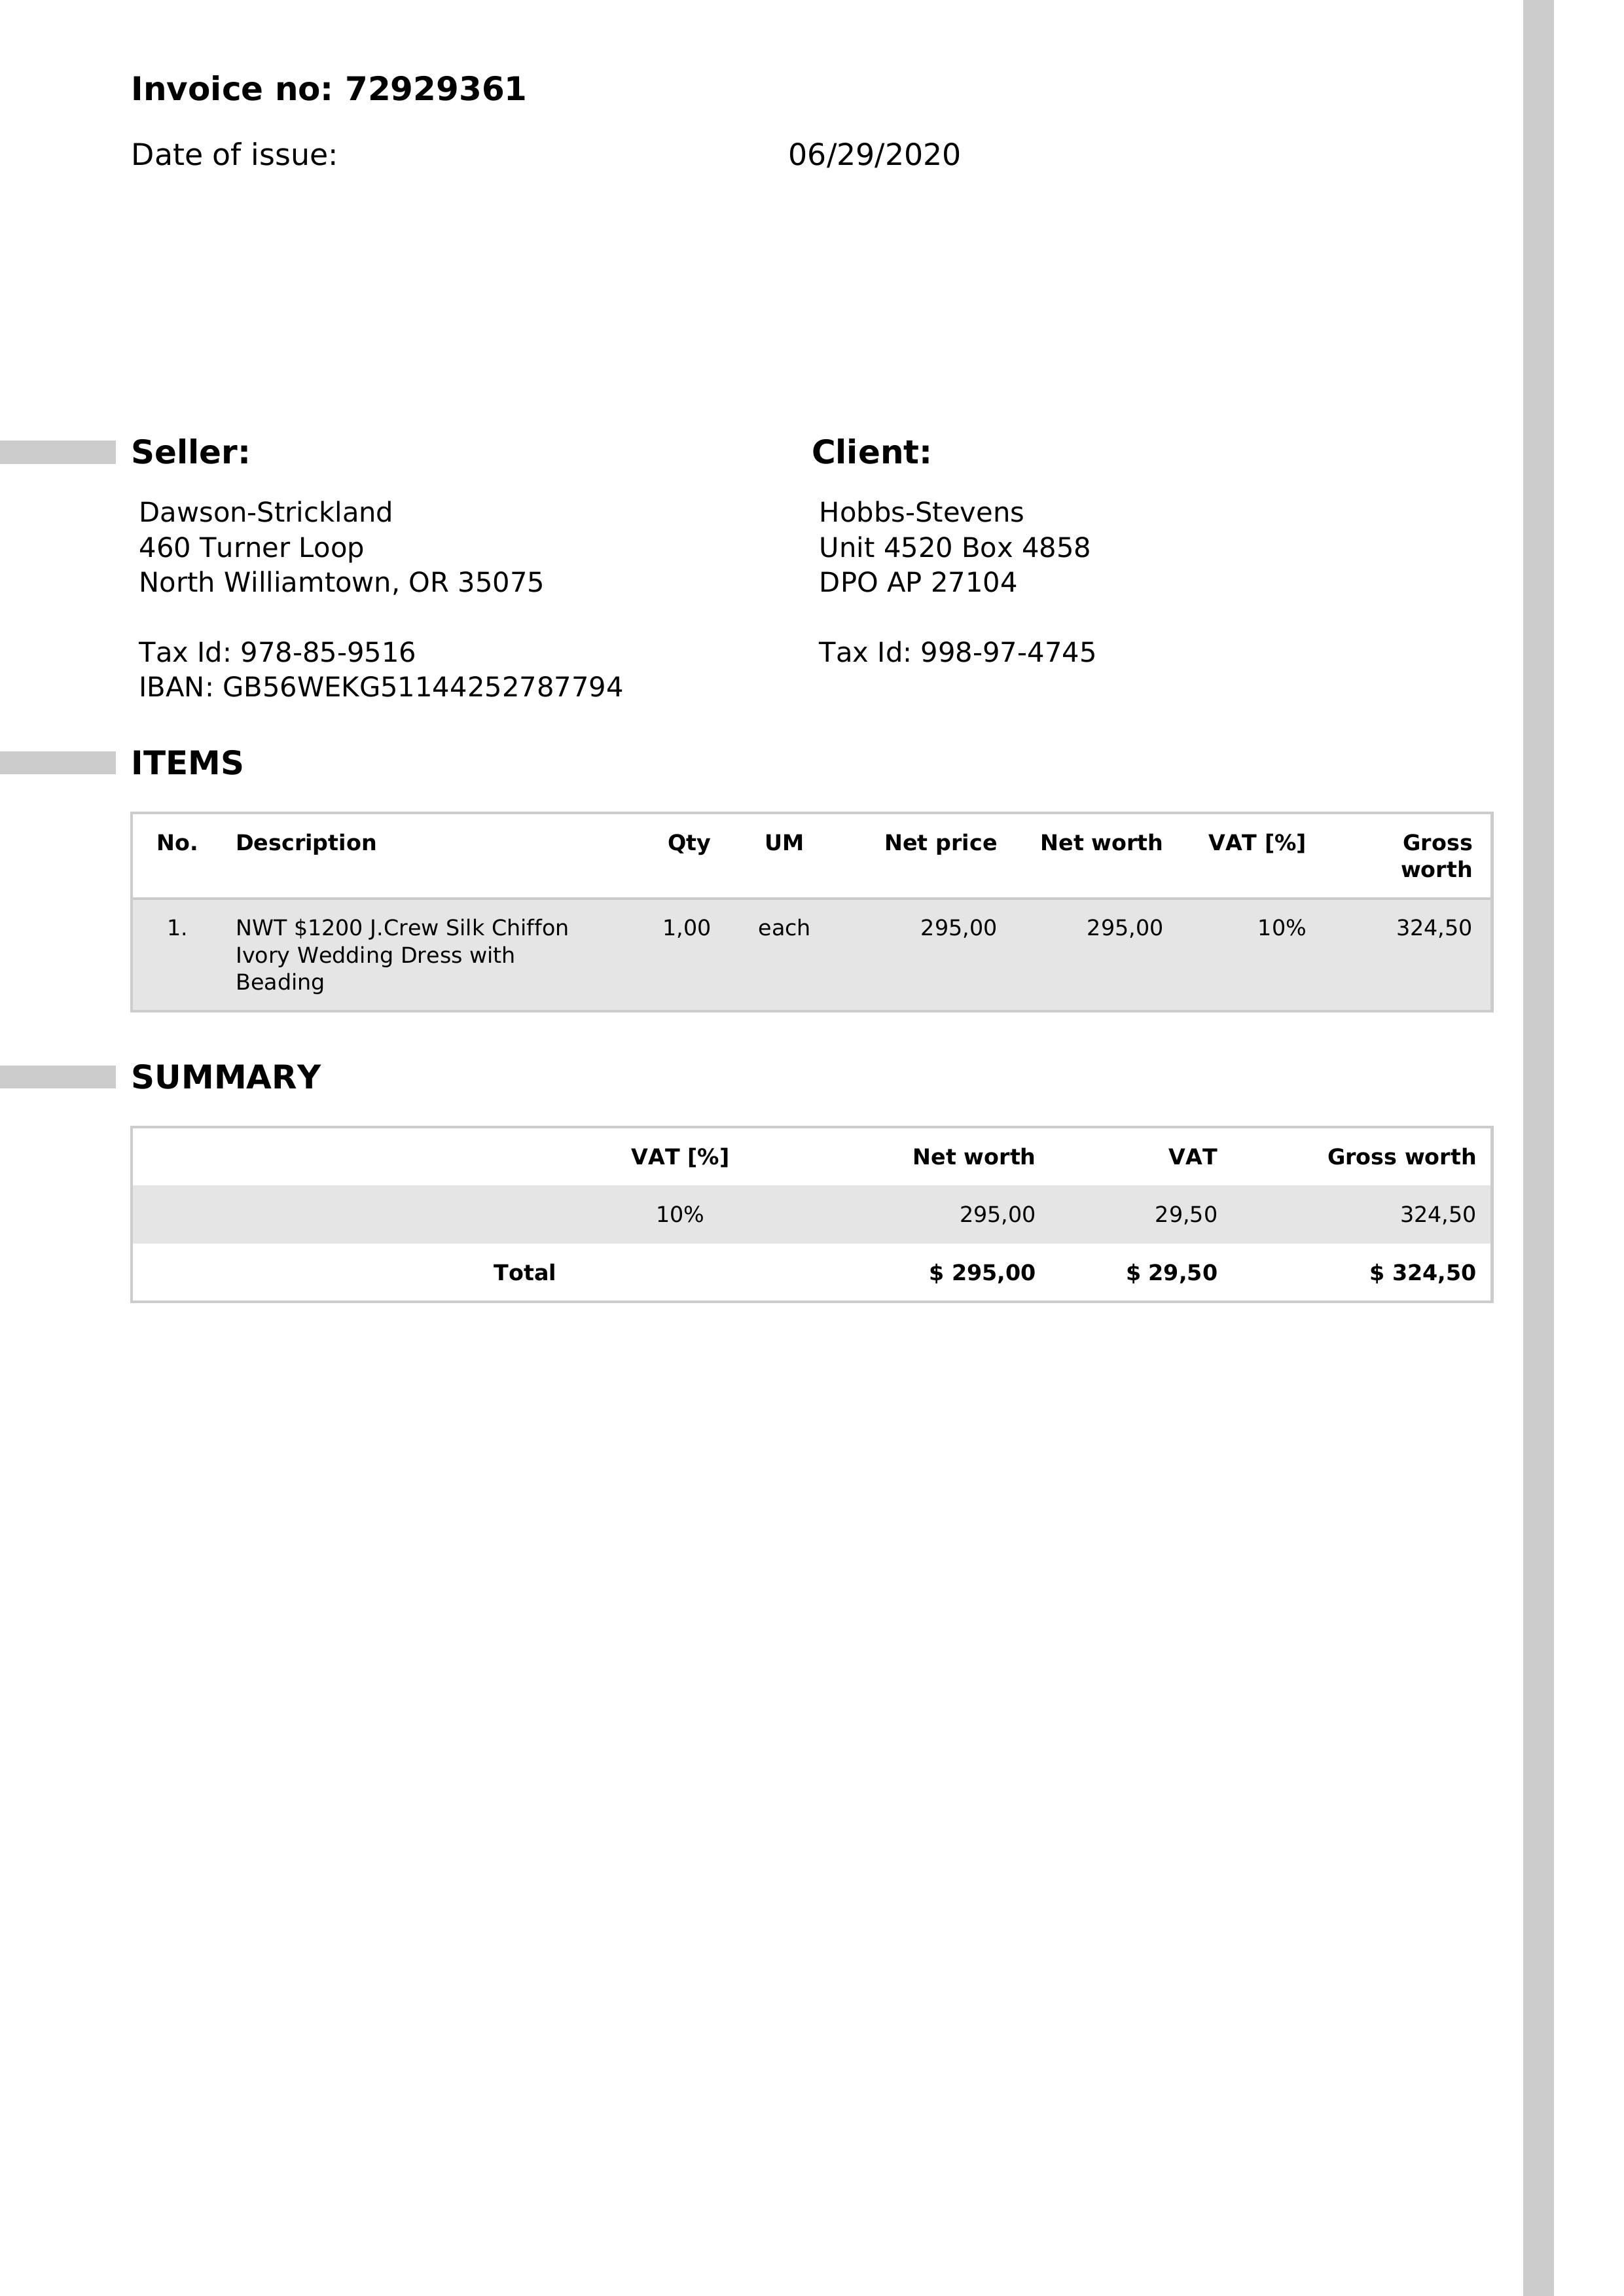 Invoice no: 72929361
Date of issue: 06/29/2020
Seller:
Dawson-Strickland
460 Turner Loop
North Williamtown, OR 35075
Tax Id: 978-85-9516
IBAN: GB56WEKG51144252787794
Client:
Hobbs-Stevens
Unit 4520 Box 4858
DPO AP 27104
Tax Id: 998-97-4745
ITEMS
No. Description Qty UM Net price Net worth VAT [%] Gross
worth
1. NWT $1200 J.Crew Silk Chiffon 1,00 each 295,00 295,00 10% 324,50
Ivory Wedding Dress with
Beading
SUMMARY
VAT [%] Net worth VAT Gross worth
10% 295,00 29,50 324,50
Total $ 295,00 $ 29,50 $ 324,50